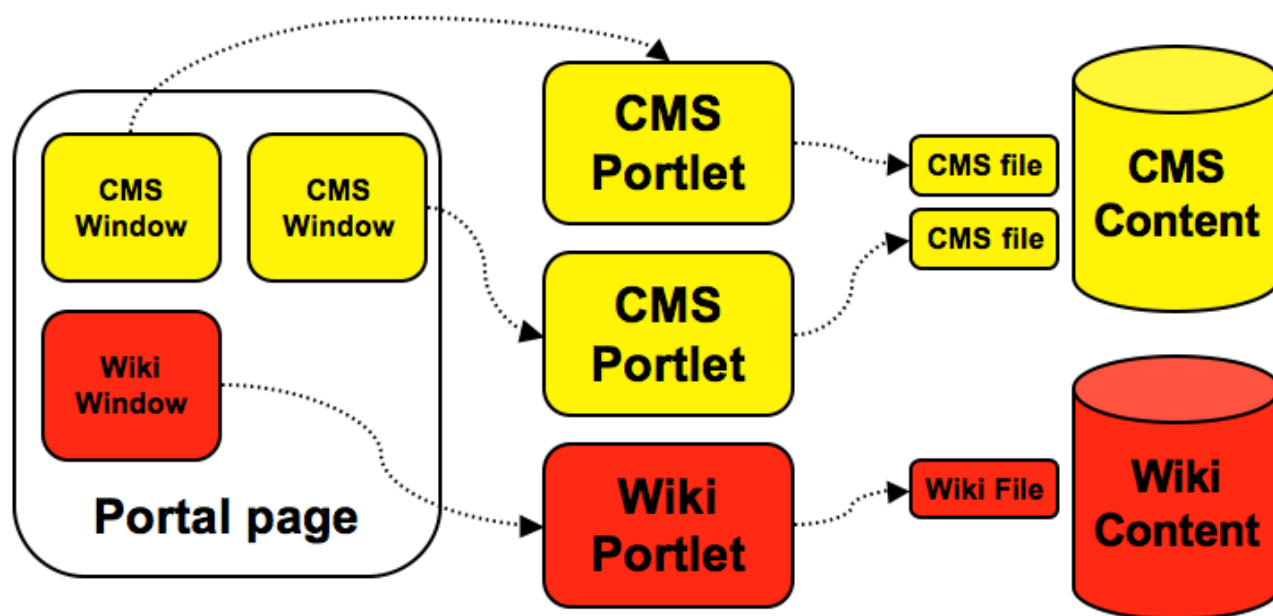 CMS
Window
CMS
Window
Wiki
Window
Portal page
CMS
Portlet
CMS
Portlet
Wiki
Portlet
CMS file
CMS file
Wiki File
CMS
Content
Wiki
Content